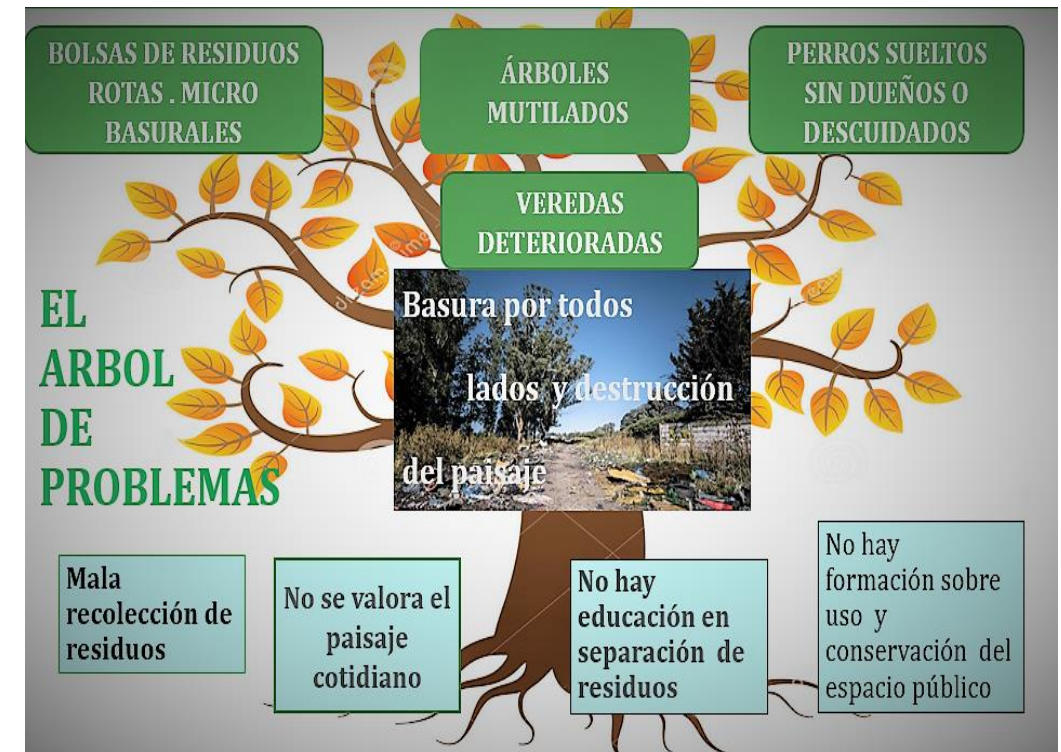 BOLSAS DE RESIDUOS
ROTAS . MICRO
BASURALES
ÁRBOLES
MUTILADOS
PERROS SUELTOS
SIN DUEÑOS O
DESCUIDADOS
VEREDAS
DETERIORADAS
EL
ARBOL
DE
PROBLEMAS
Basura por todos
lados y destrucción
del paisaje
Mala
recolección de
residuos
No se valora el
paisaje
cotidiano
No hay
educación en
separación de
residuos
No hay
formación sobre
uso y
conservación del
espacio público